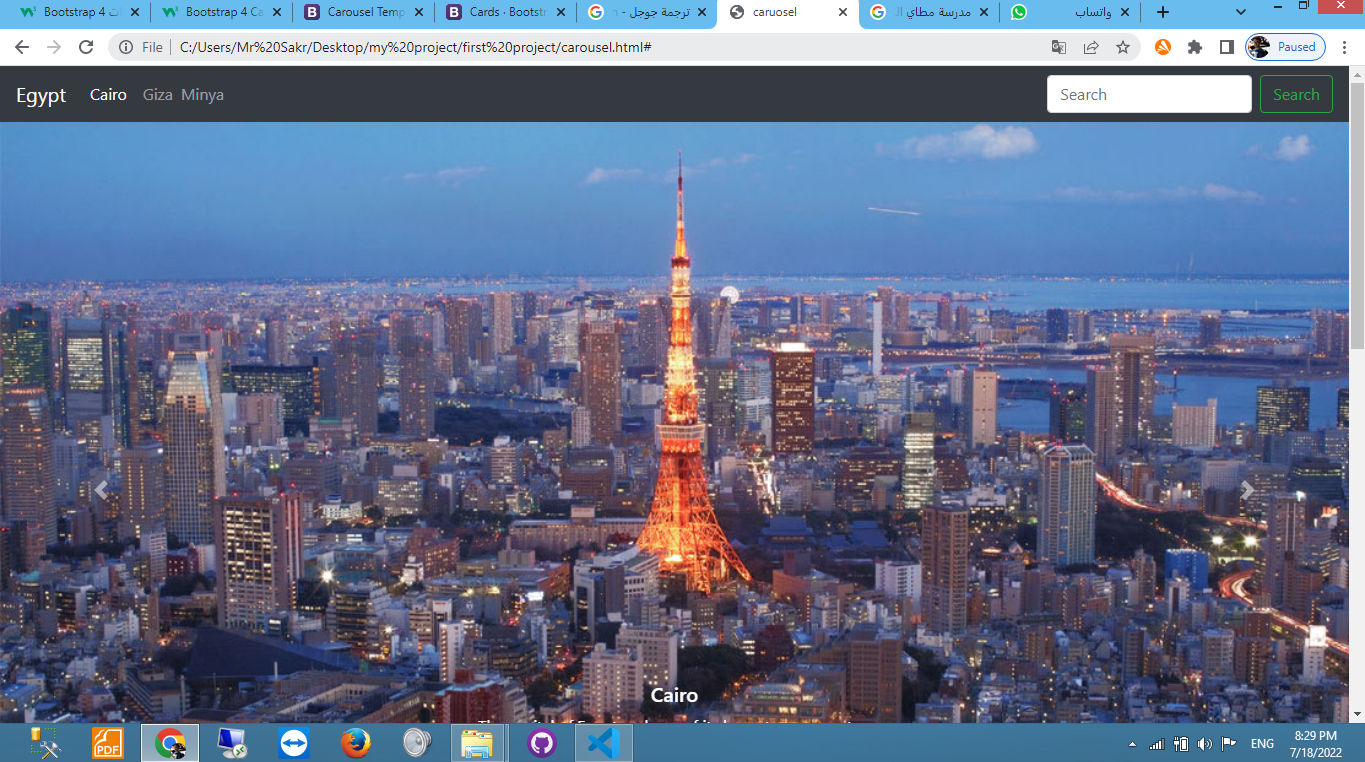 Bootstrap 4 Ca
Carousel Temp
Cards · Bootstr
ترجمة جوجل -
caruosel
مدرسة مطاي ال
واتساب
File
C:/Users/Mr%20Sakr/Desktop/my%20project/first%20project/carousel.html#
Paused
Egypt Cairo Giza Minya
Search
Search
Cairo
PDF
ENG
8:29 PM
7/18/2022